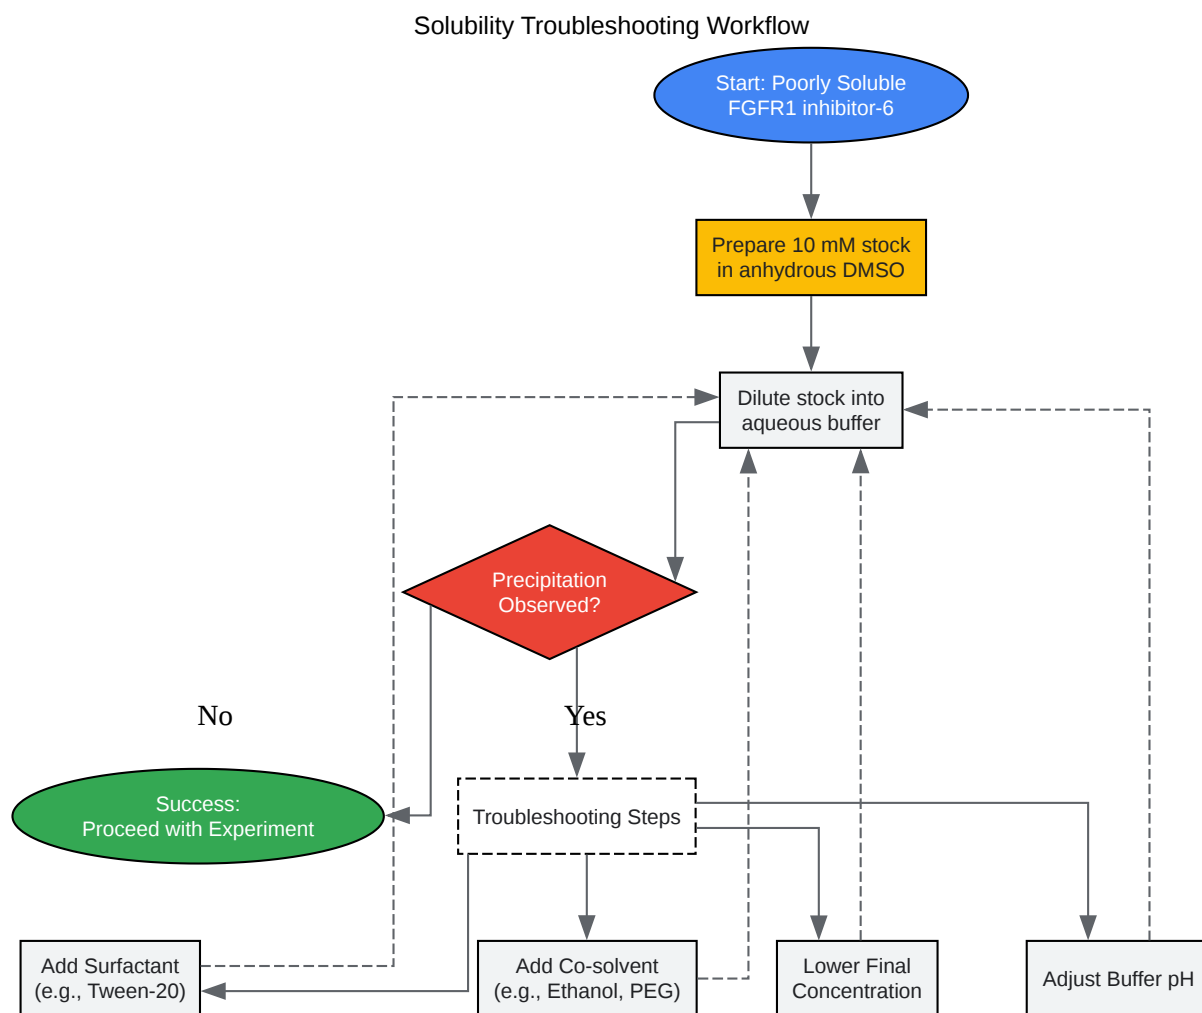 Solubility Troubleshooting Workflow
Start: Poorly Soluble
FGFR1 inhibitor-6
Prepare 10 mM stock
in anhydrous DMSO
Dilute stock into
aqueous buffer
Precipitation
Observed?
No
Yes
Success:
Proceed with Experiment
Troubleshooting Steps
Add Surfactant
(e.g., Tween-20)
Add Co-solvent
(e.g., Ethanol, PEG)
Lower Final
Concentration
Adjust Buffer pH